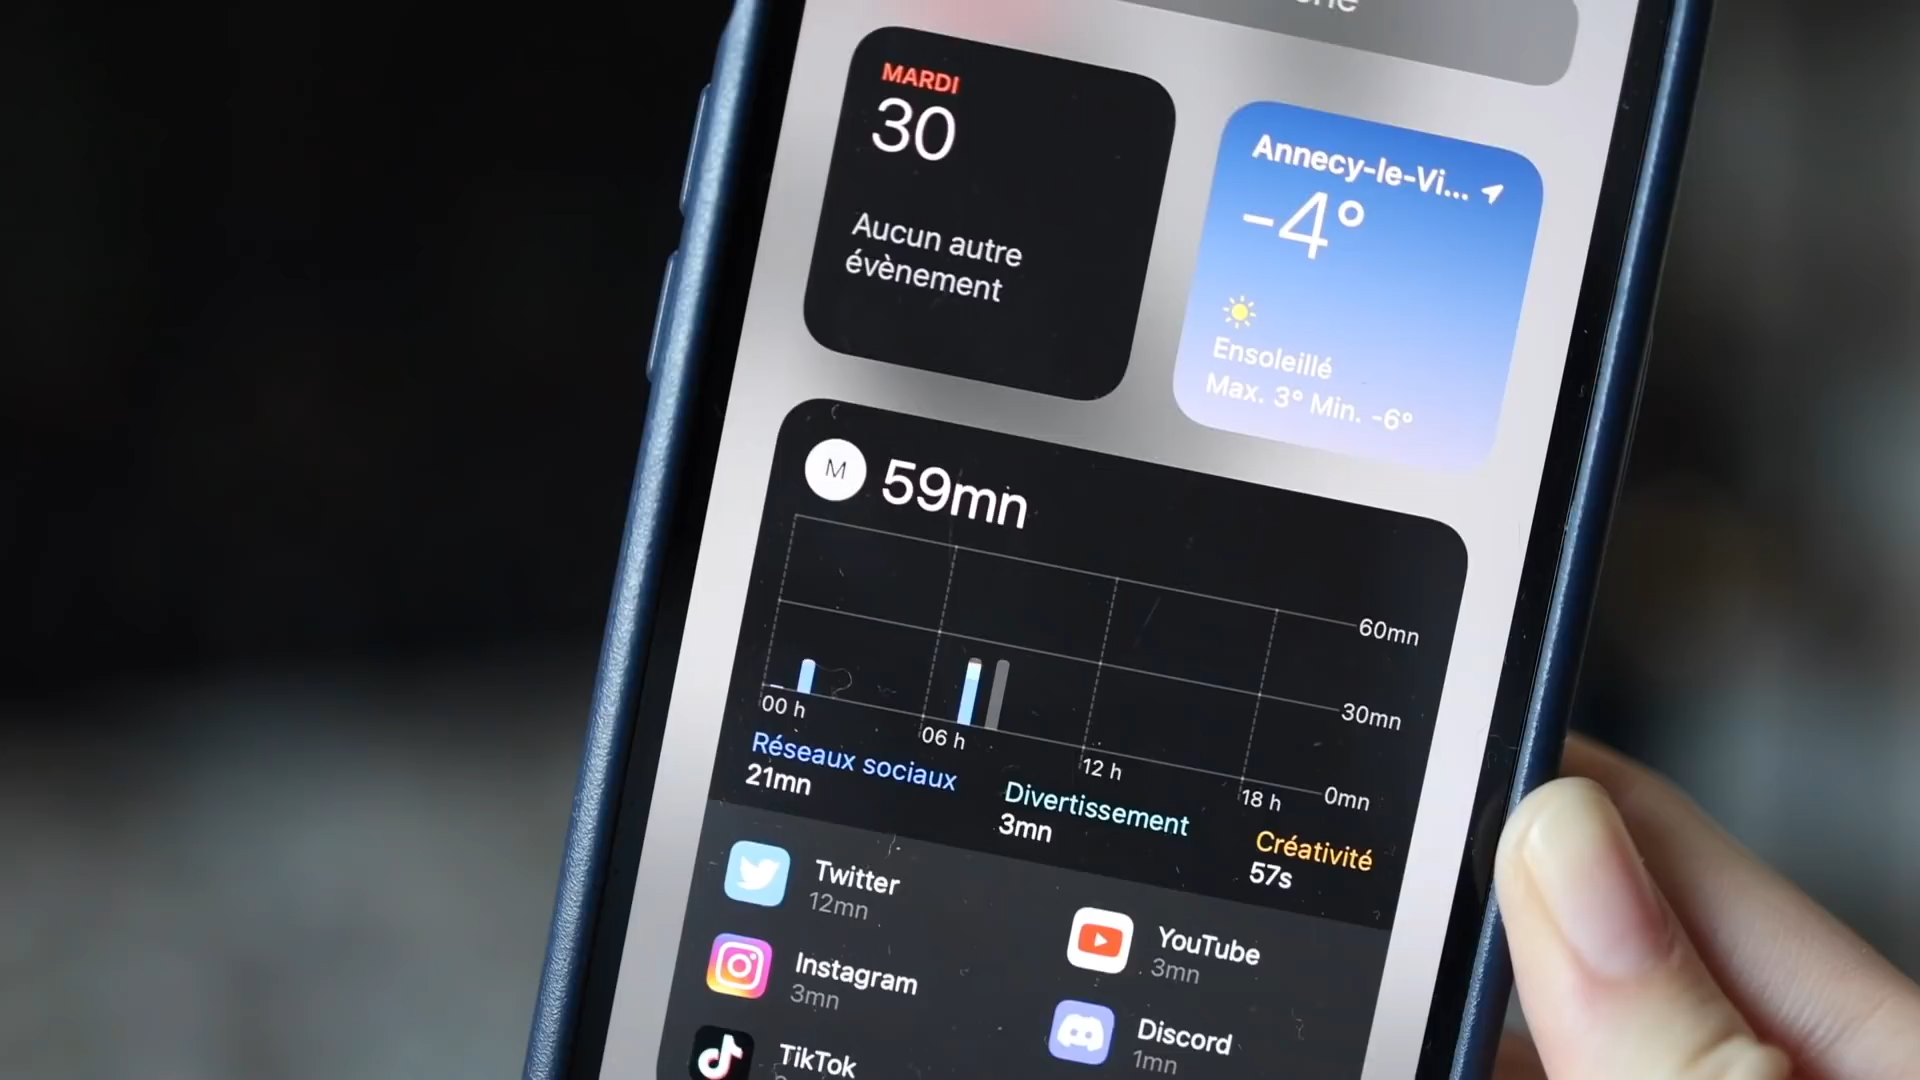 MARDI
30
Aucun autre
évènement
Annecy-le-Vi...
-4°
Ensoleillé
Max. 3° Min. -6°
M
59mn
60mn
30mn
0mn
00 h
06 h
12 h
18 h
Réseaux sociaux
21mn
Divertissement
3mn
Créativité
57s
Twitter
12mn
YouTube
3mn
Instagram
3mn
Discord
1mn
TikTok